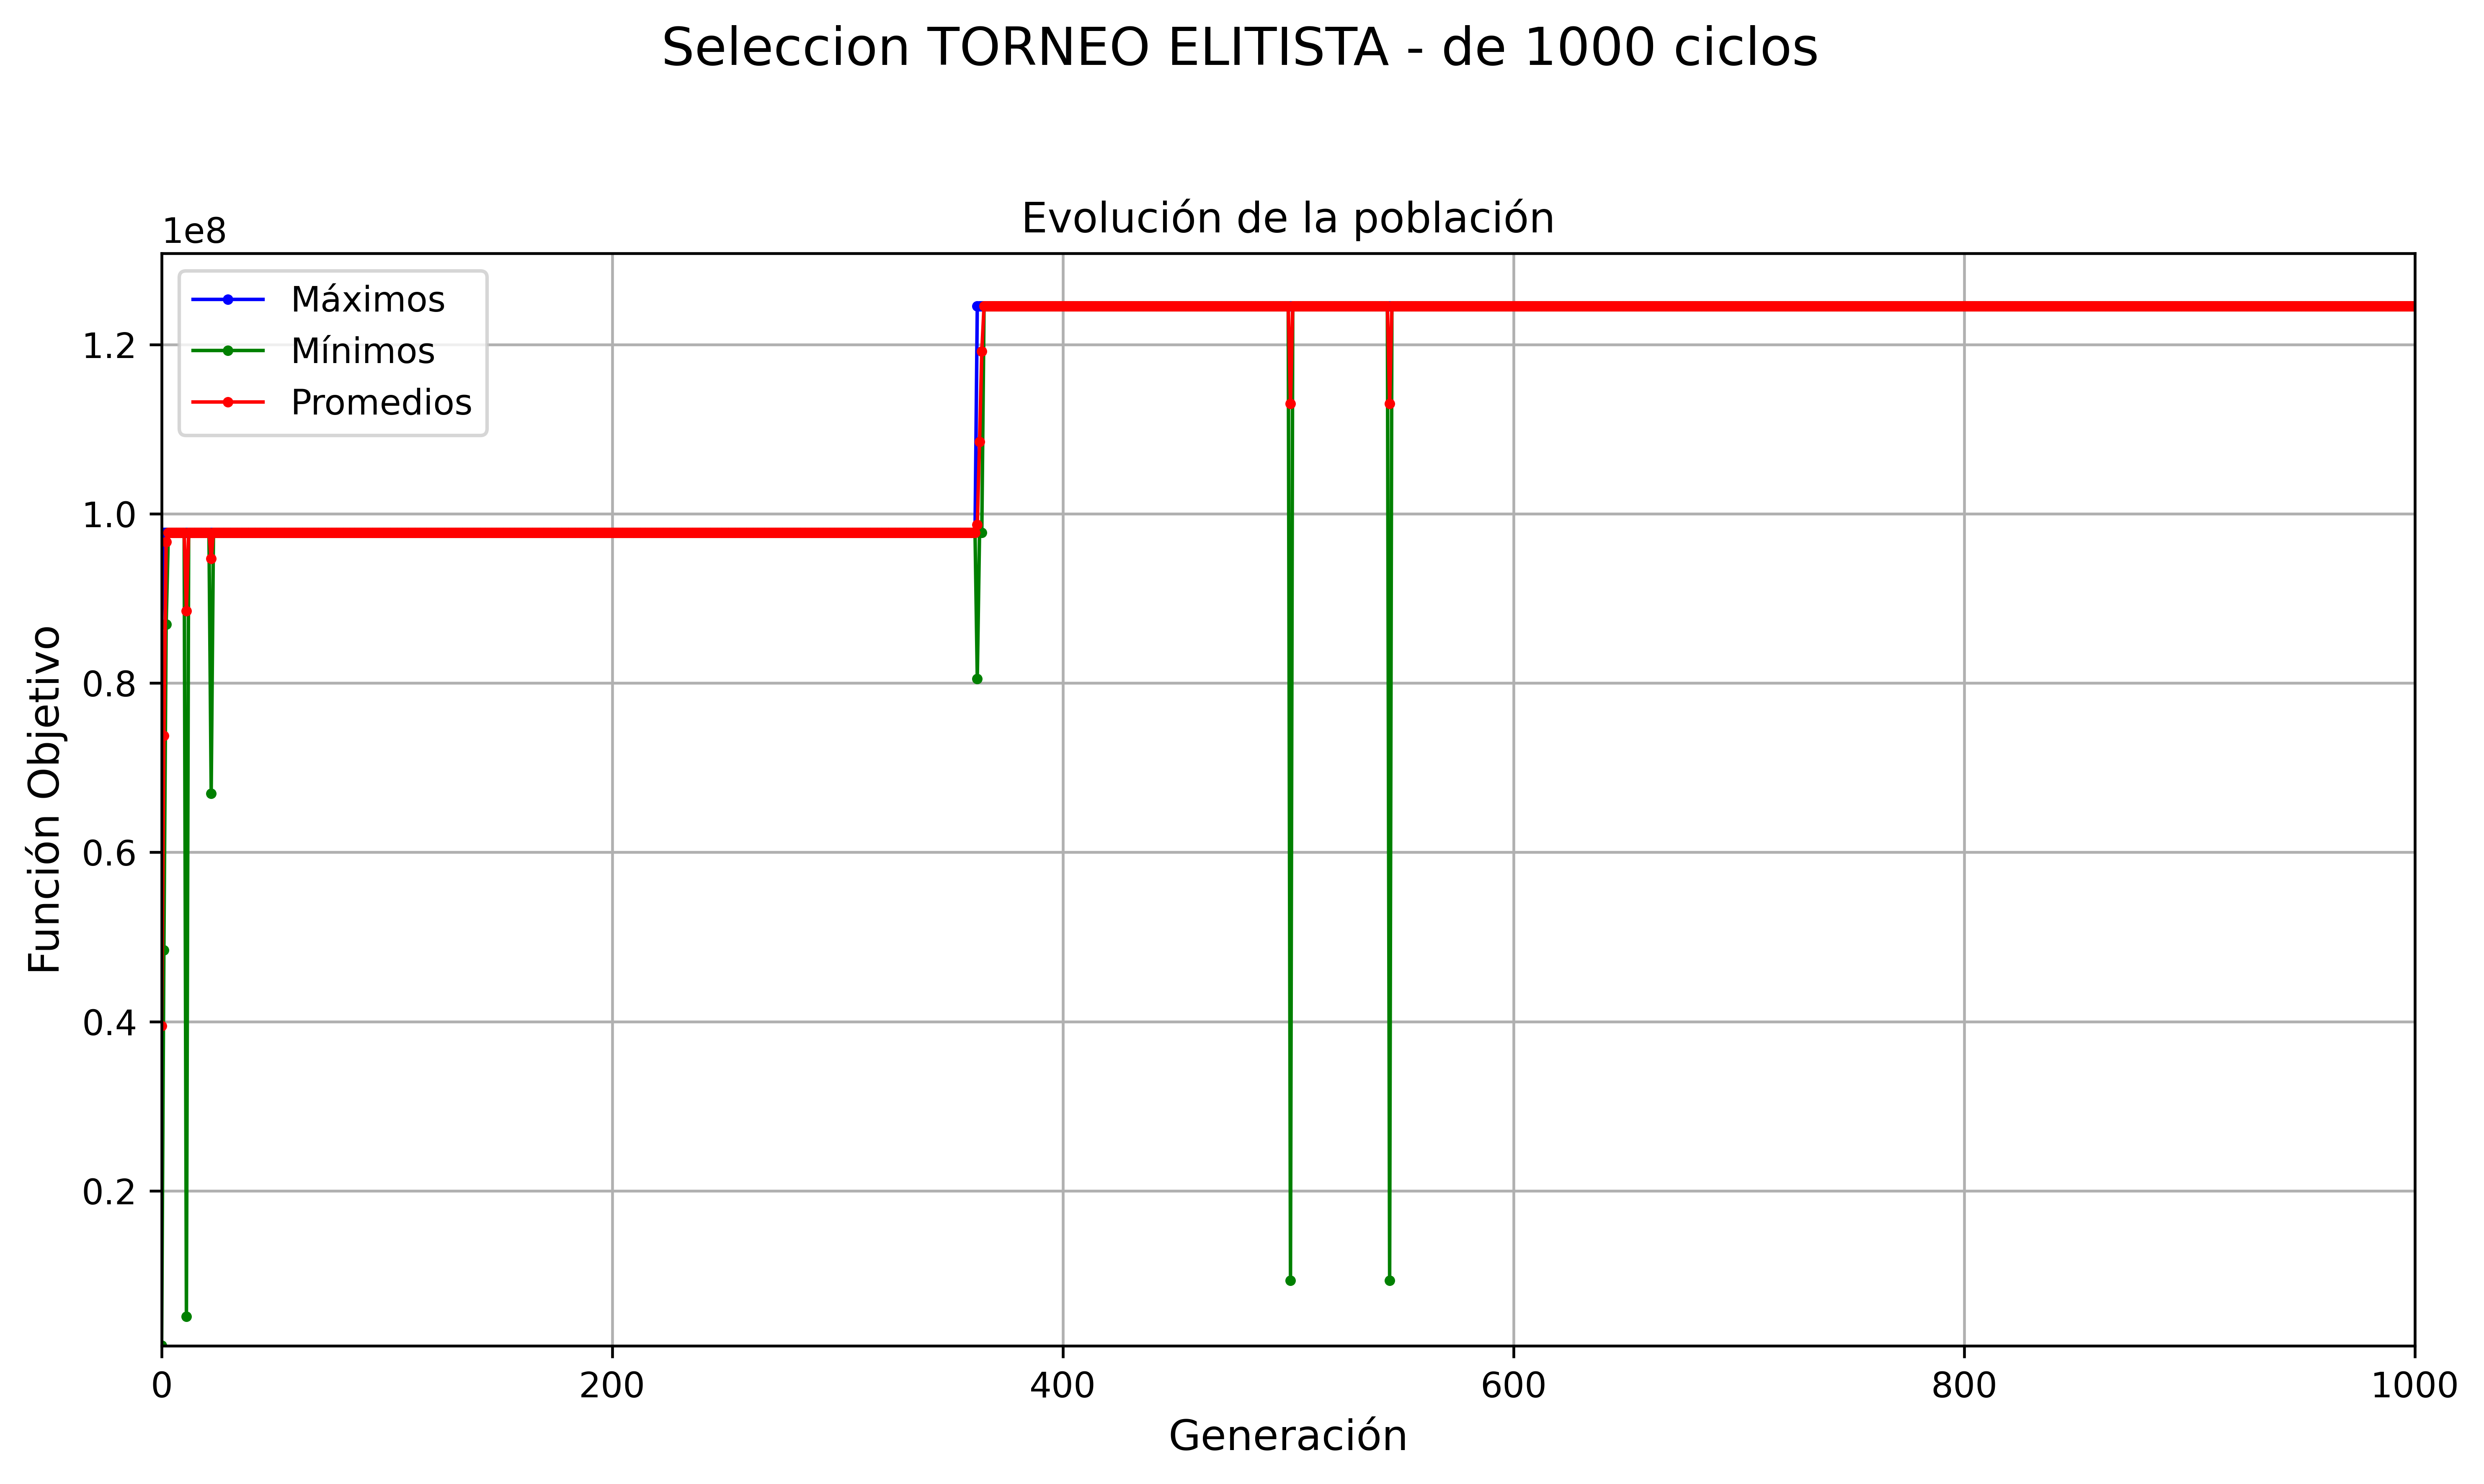 Seleccion TORNEO ELITISTA - de 1000 ciclos
Evolución de la población
1e8
Máximos
Mínimos
Promedios
1.2
1.0
0.8
0.6
0.4
0.2
Función Objetivo
0 200 400 600 800 1000
Generación